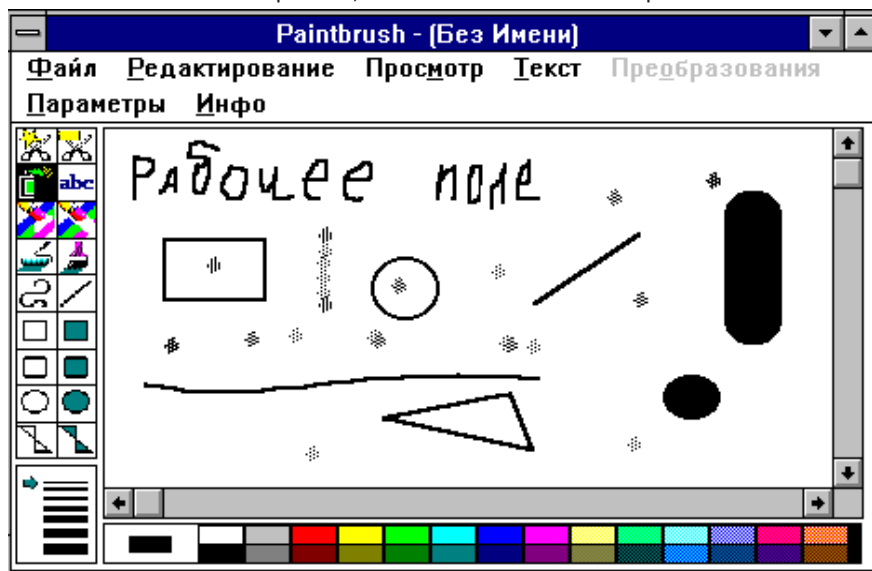 Paintbrush - (Без Имени)
Файл Редактирование Просмотр Текст Преобразования
Параметры Инфо
abc
Рабочее поле